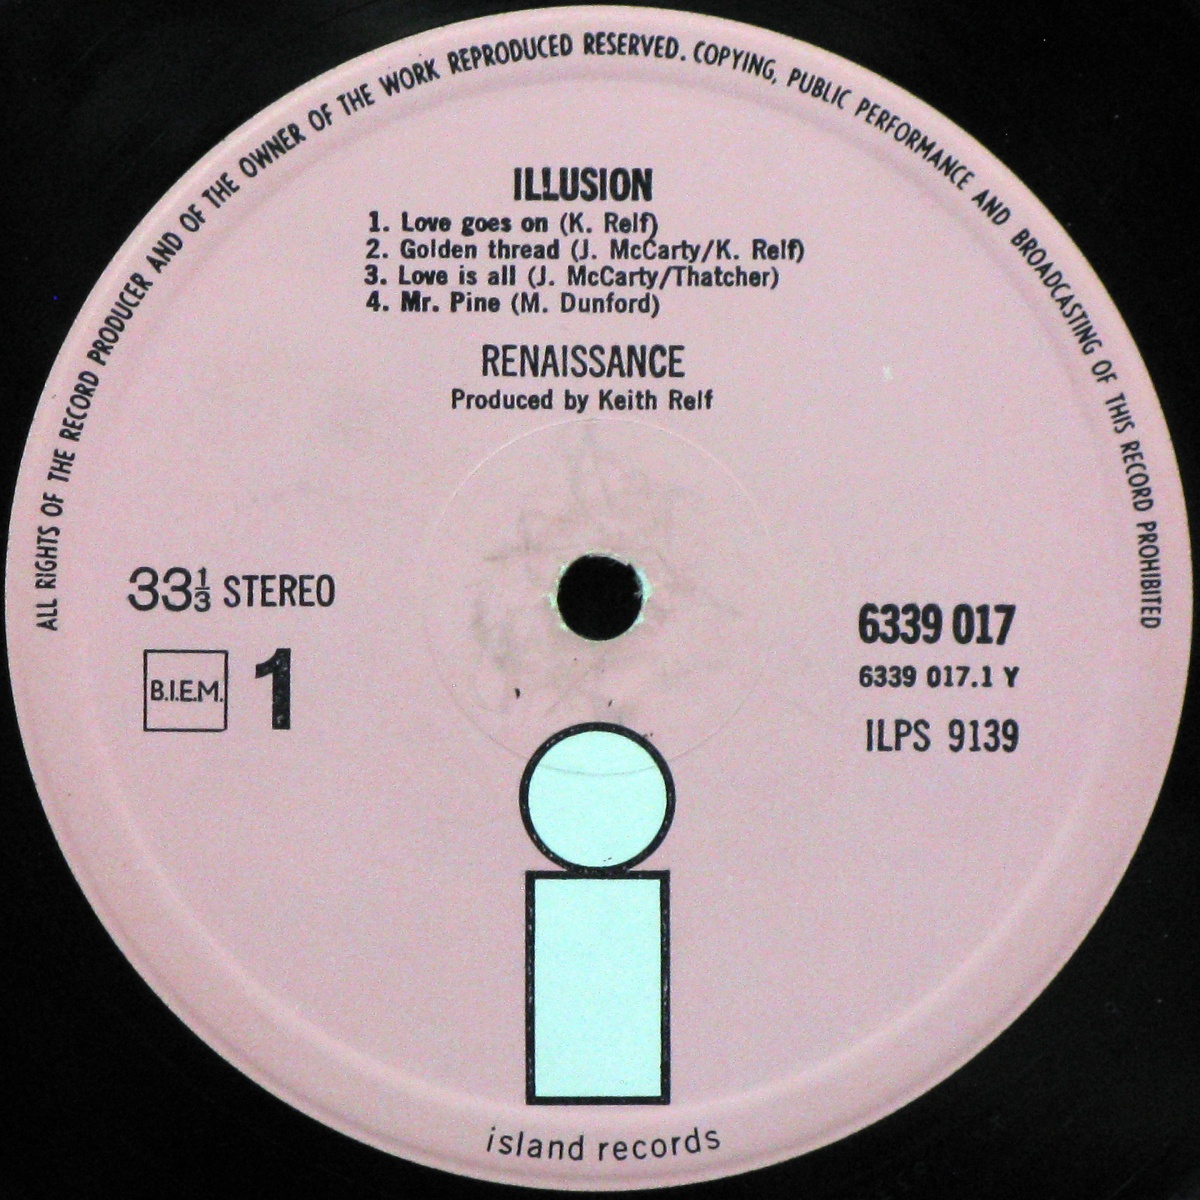 ALL RIGHTS OF THE RECORD PRODUCER AND OF THE OWNER OF THE WORK REPRODUCED RESERVED. COPYING, PUBLIC PERFORMANCE AND BROADCASTING OF THIS RECORD PROHIBITED
ILLUSION
1. Love goes on (K. Relf)
2. Golden thread (J. McCarty/K. Relf)
3. Love is all (J. McCarty/Thatcher)
4. Mr. Pine (M. Dunford)
RENAISSANCE
Produced by Keith Relf
33⅓ STEREO
B.I.E.M. 1
6339 017
6339 017.1 Y
ILPS 9139
island records